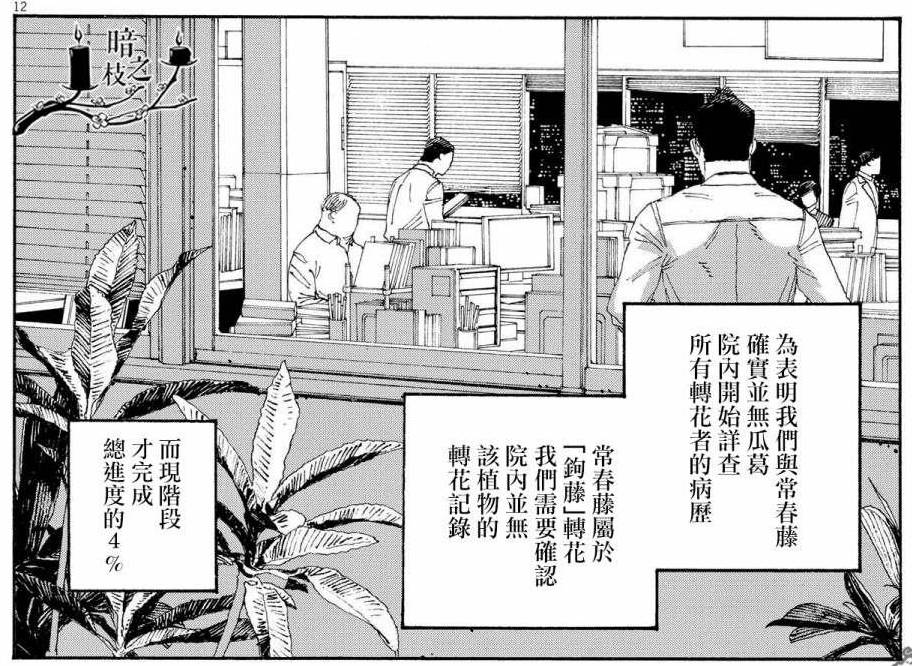 12
暗之枝
為表明我們與常春藤
確實並無瓜葛
院內開始詳查
所有轉花者的病歷
常春藤屬於
「鉤藤」轉花
我們需要確認
院內並無
該植物的
轉花記錄
而現階段
才完成
總進度的4%